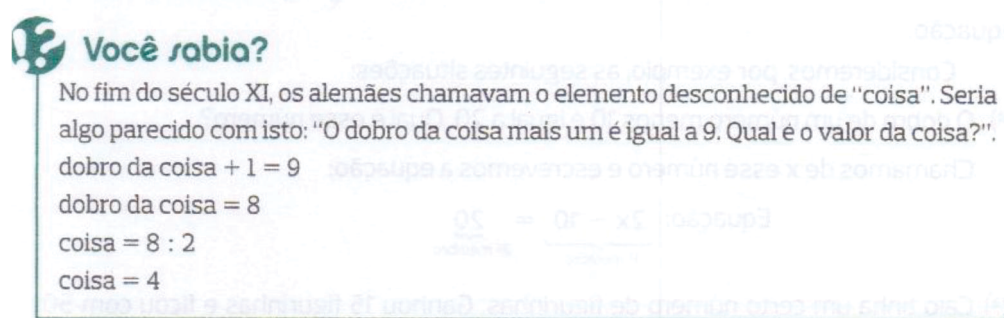 Você sabia?
No fim do século XI, os alemães chamavam o elemento desconhecido de “coisa”. Seria
algo parecido com isto: “O dobro da coisa mais um é igual a 9. Qual é o valor da coisa?”.
dobro da coisa + 1 = 9
dobro da coisa = 8
coisa = 8 : 2
coisa = 4